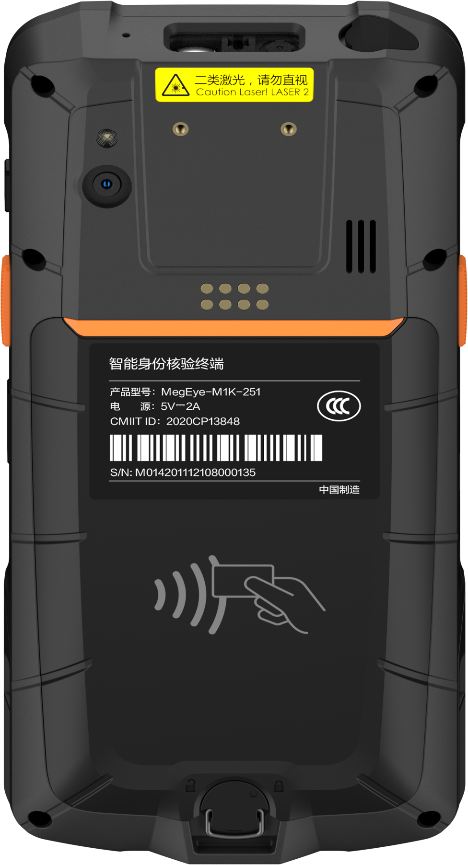 二类激光，请勿直视
Caution Laser! LASER 2
智能身份核验终端
产品型号：MegEye-M1K-251
电 源：5V⎓2A
CMIIT ID：2020CP13848
CCC
S/N: M014201112108000135
中国制造